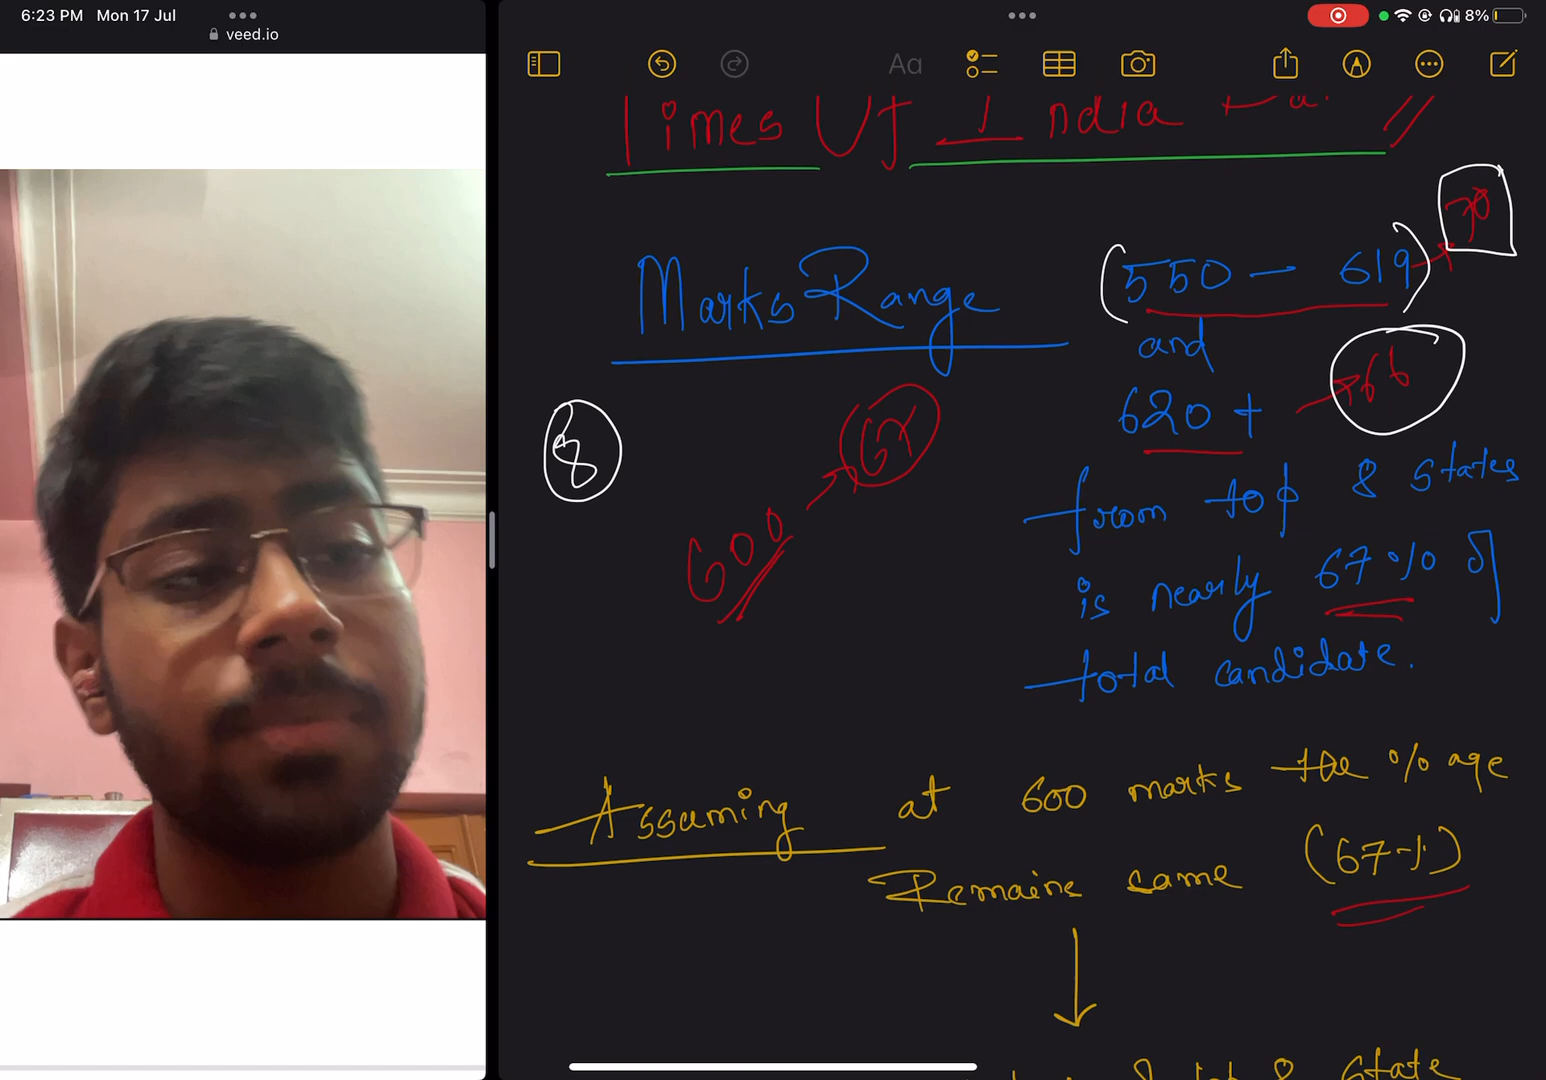 6:23 PM Mon 17 Jul
8%
veed.io
Aa
Times Of India
Marks Range
(550 - 619)
70
and
620 +
66
8
67
600
from top 8 states
is nearly 67% of
total candidate.
Assuming at 600 marks the % age
Remains same (67%)
State